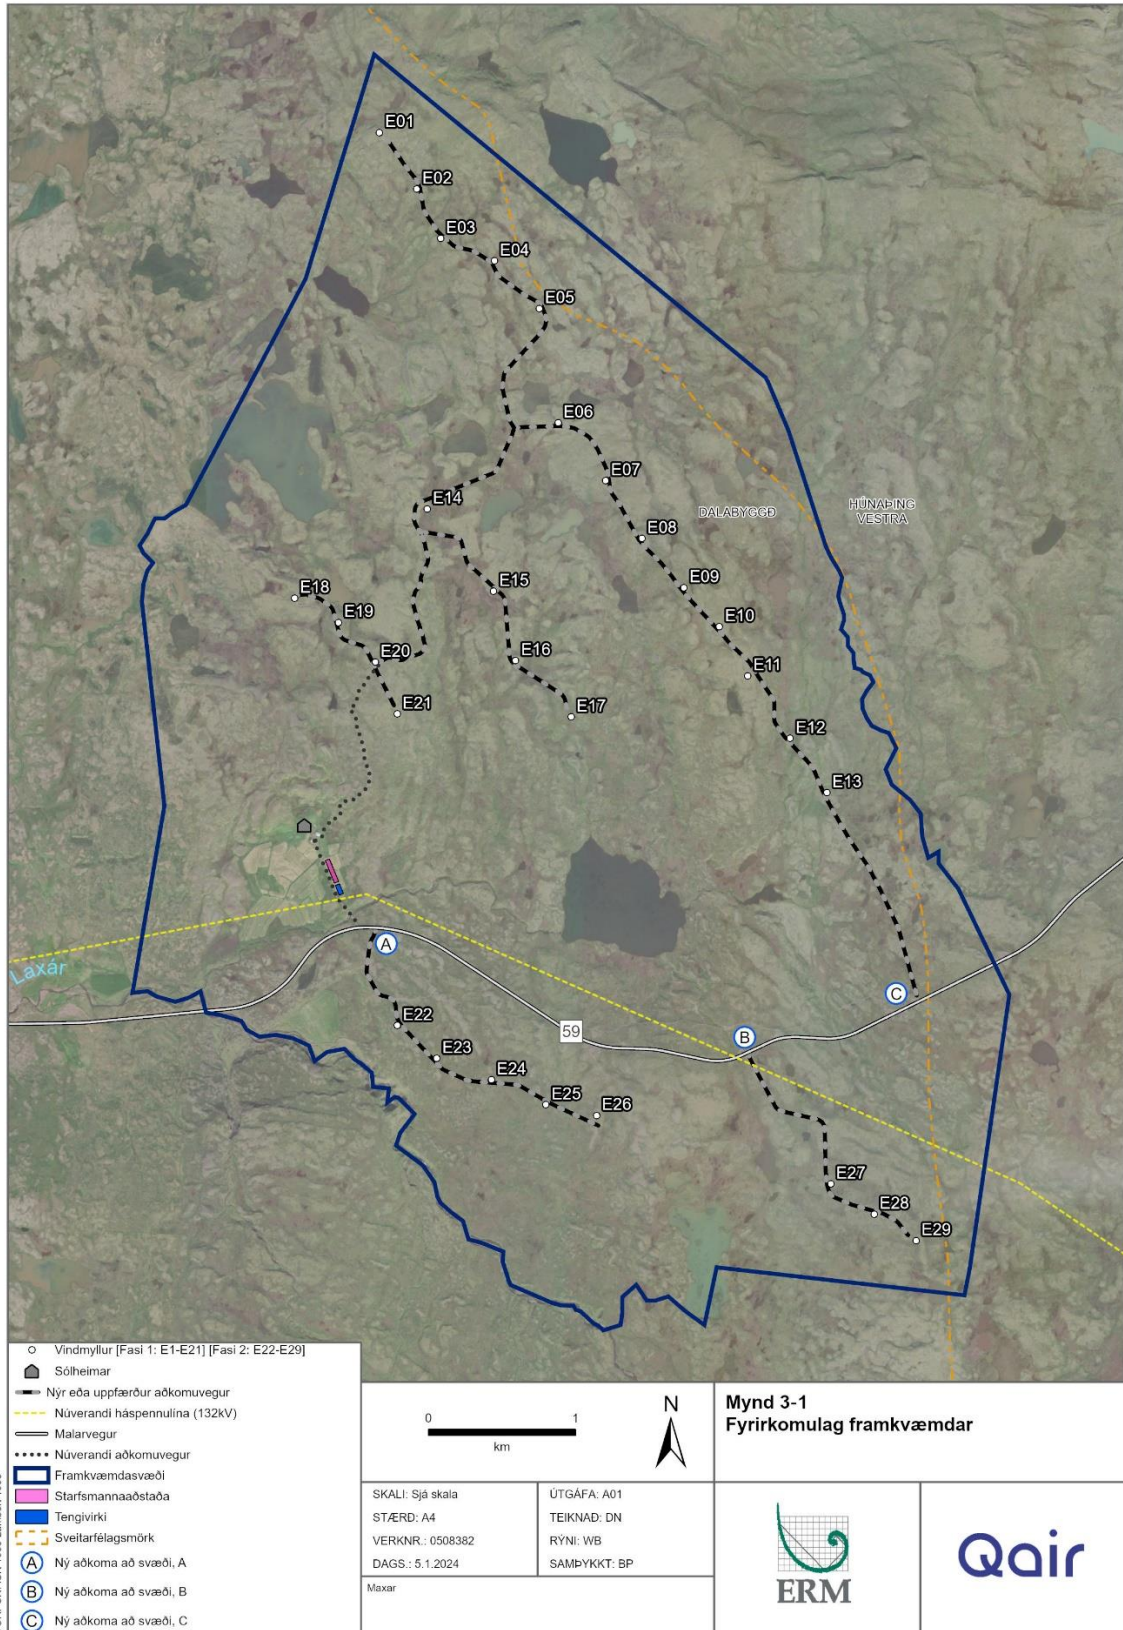 E01
E02
E03
E04
E05
E06
E07
E14
DALABYGGÐ
HÚNAÞING
VESTRA
E08
E18
E15
E09
E19
E10
E20
E16
E11
E21
E17
E12
E13
Laxár
A
C
E22
59
B
E23
E24
E25
E26
E27
E28
E29
Vindmyllur [Fasi 1: E1-E21] [Fasi 2: E22-E29]
Sólheimar
Nýr eða uppfærður aðkomuvegur
Núverandi háspennulína (132kV)
Malarvegur
Núverandi aðkomuvegur
Framkvæmdasvæði
Starfsmannaaðstaða
Tengivirki
Sveitarfélagsmörk
A Ný aðkoma að svæði, A
B Ný aðkoma að svæði, B
C Ný aðkoma að svæði, C
0 1
km
N
Mynd 3-1
Fyrirkomulag framkvæmdar
SKALI: Sjá skala
STÆRÐ: A4
VERKNR.: 0508382
DAGS.: 5.1.2024
ÚTGÁFA: A01
TEIKNAÐ: DN
RÝNI: WB
SAMÞYKKT: BP
Maxar
ERM
Qair